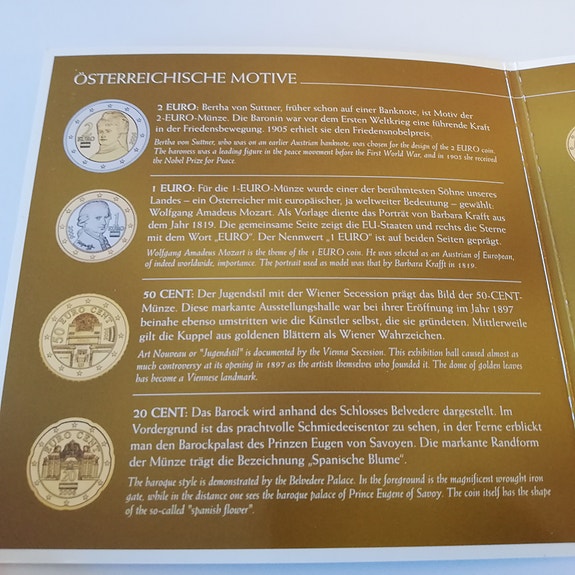 ÖSTERREICHISCHE MOTIVE
2 EURO: Bertha von Suttner, früher schon auf einer Banknote, ist Motiv der
2-EURO-Münze. Die Baronin war vor dem Ersten Weltkrieg eine führende Kraft
in der Friedensbewegung. 1905 erhielt sie den Friedensnobelpreis.
Bertha von Suttner, who was on an earlier Austrian banknote, was chosen for the design of the 2 EURO coin.
The baroness was a leading figure in the peace movement before the First World War, and in 1905 she received
the Nobel Prize for Peace.
1 EURO: Für die 1-EURO-Münze wurde einer der berühmtesten Söhne unseres
Landes – ein Österreicher mit europäischer, ja weltweiter Bedeutung – gewählt,
Wolfgang Amadeus Mozart. Als Vorlage diente das Porträt von Barbara Krafft aus
dem Jahr 1819. Die gemeinsame Seite zeigt die EU-Staaten und rechts die Sterne
mit dem Wort „EURO". Der Nennwert „1 EURO" ist auf beiden Seiten geprägt.
Wolfgang Amadeus Mozart is the theme of the 1 EURO coin. He was selected as an Austrian of European,
of indeed worldwide, importance. The portrait used as model was that by Barbara Krafft in 1819.
50 CENT: Der Jugendstil mit der Wiener Secession prägt das Bild der 50-CENT-
Münze. Diese markante Ausstellungshalle war bei ihrer Eröffnung im Jahr 1897
beinahe ebenso umstritten wie die Künstler selbst, die sie gründeten. Mittlerweile
gilt die Kuppel aus goldenen Blättern als Wiener Wahrzeichen.
Art Nouveau or "Jugendstil" is documented by the Vienna Secession. This exhibition hall caused almost as
much controversy at its opening in 1897 as the artists themselves who founded it. The dome of golden leaves
has become a Viennese landmark.
50 EURO CENT
20 CENT: Das Barock wird anhand des Schlosses Belvedere dargestellt. Im
Vordergrund ist das prachtvolle Schmiedeeisentor zu sehen, in der Ferne erblickt
man den Barockpalast des Prinzen Eugen von Savoyen. Die markante Randform
der Münze trägt die Bezeichnung „Spanische Blume".
The baroque style is demonstrated by the Belvedere Palace. In the foreground is the magnificent wrought iron
gate, while in the distance one sees the baroque palace of Prince Eugene of Savoy. The coin itself has the shape
of the so-called "spanish flower".
20 EURO CENT